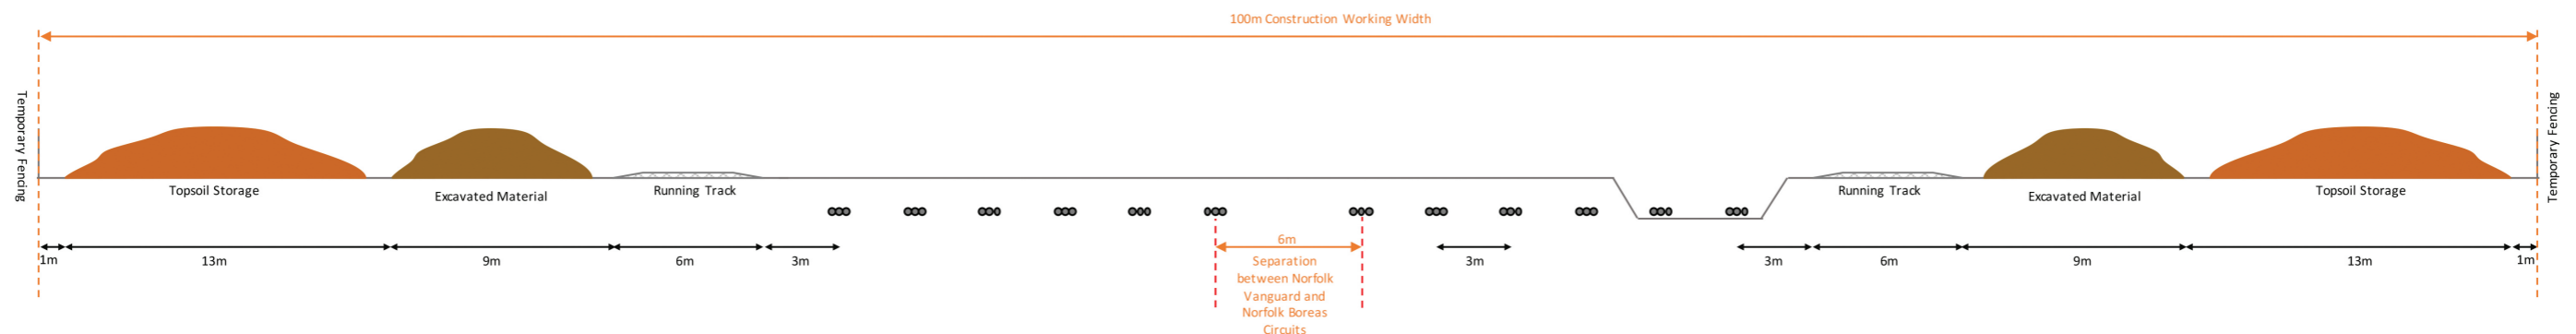 100m Construction Working Width
Temporary Fencing
Topsoil Storage
Excavated Material
Running Track
Running Track
Excavated Material
Topsoil Storage
Temporary Fencing
1m
13m
9m
6m
3m
6m
Separation
between Norfolk
Vanguard and
Norfolk Boreas
Circuits
3m
3m
6m
9m
13m
1m